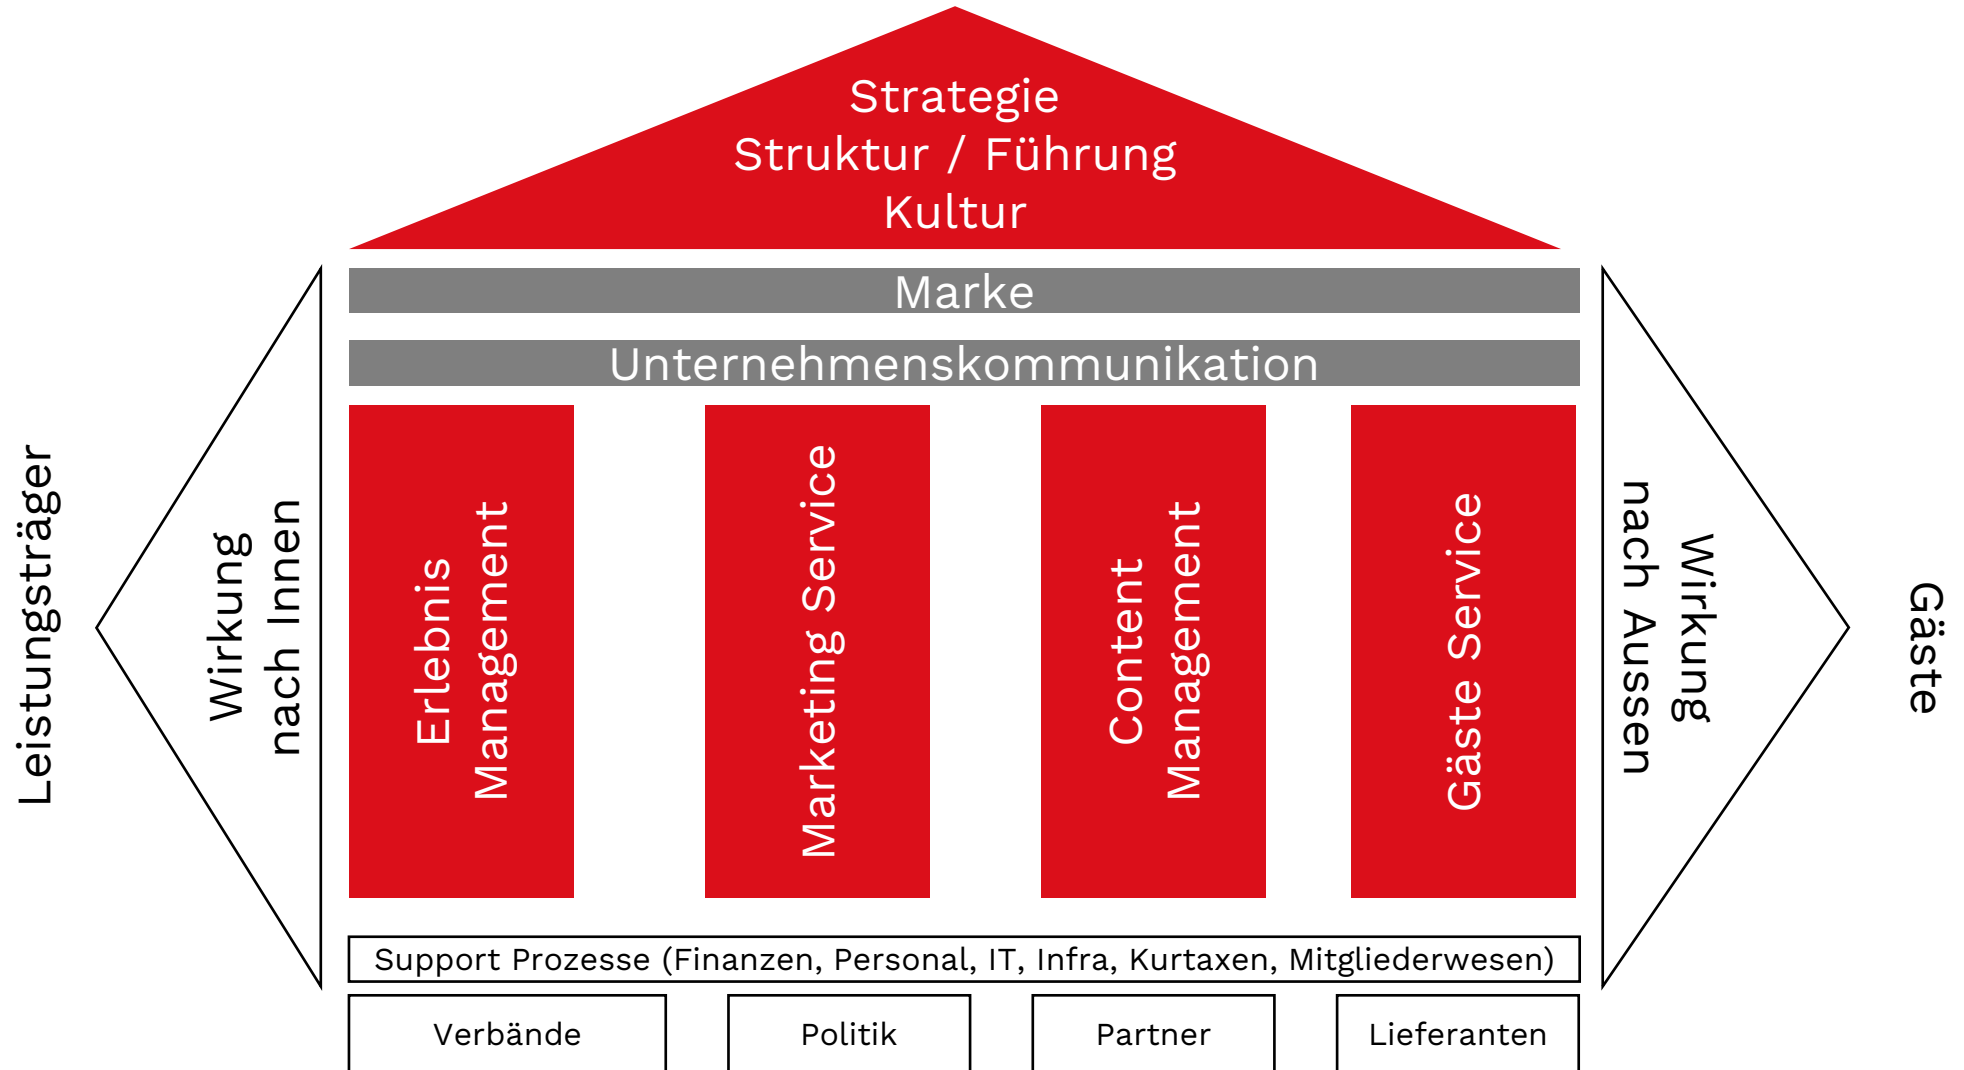 Strategie
Struktur / Führung
Kultur
Marke
Unternehmenskommunikation
Leistungsträger
Wirkung
nach Innen
Erlebnis
Management
Marketing Service
Content
Management
Gäste Service
Wirkung
nach Aussen
Gäste
Support Prozesse (Finanzen, Personal, IT, Infra, Kurtaxen, Mitgliederwesen)
Verbände
Politik
Partner
Lieferanten